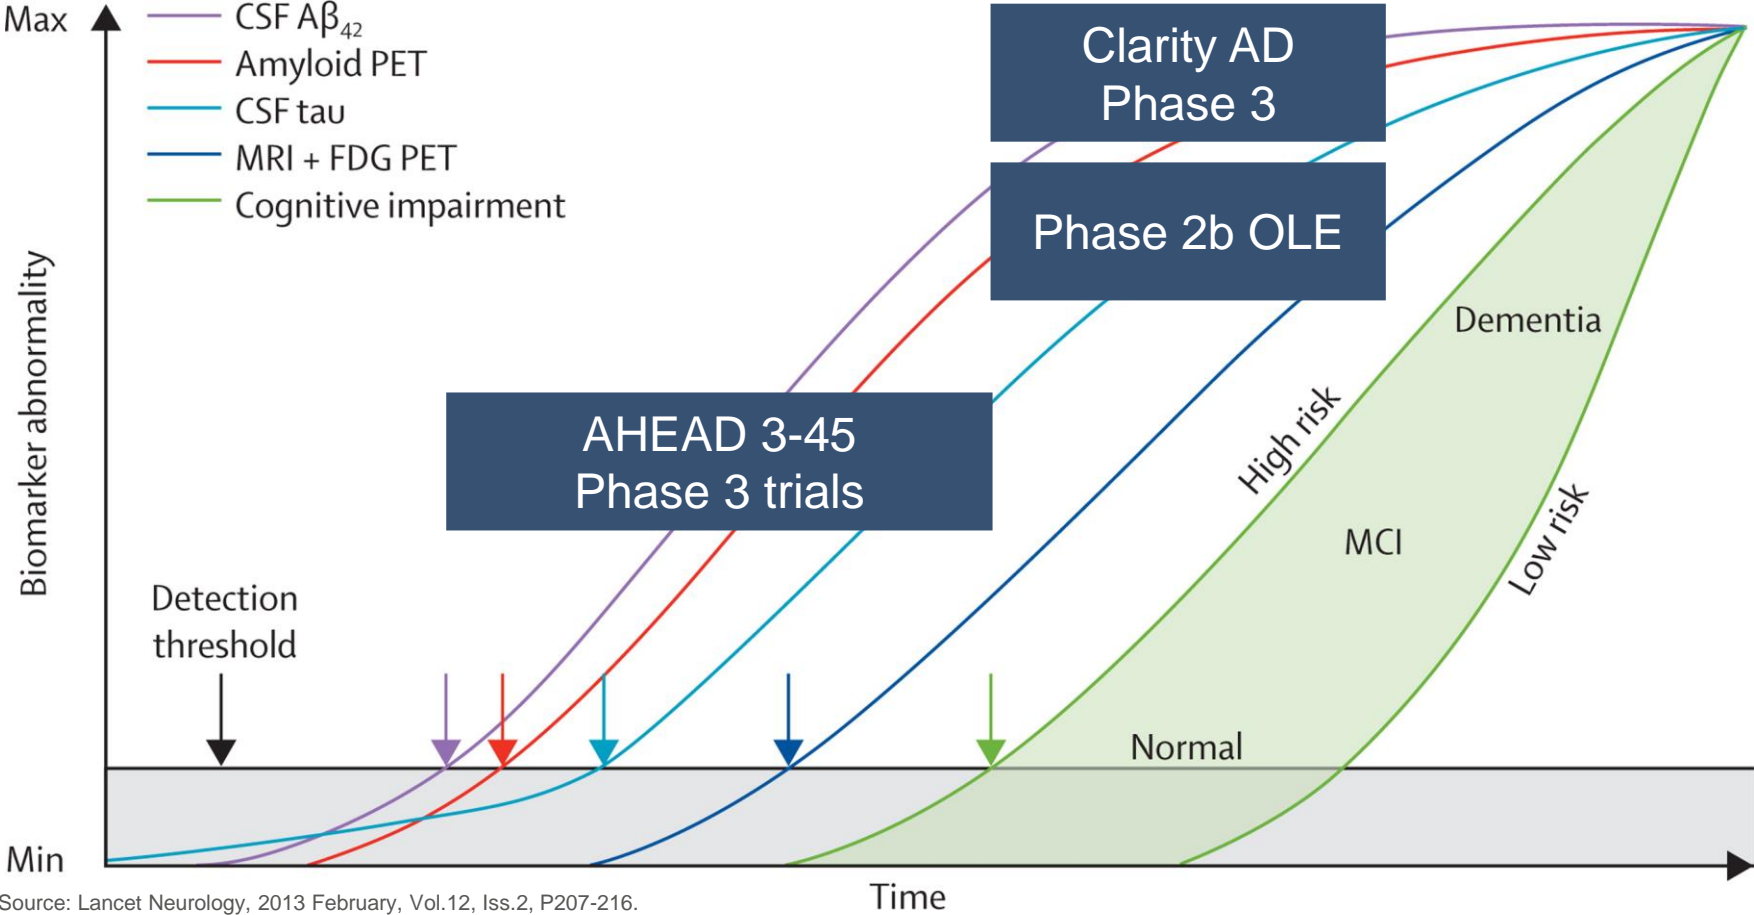 Max
CSF Aβ42
Amyloid PET
CSF tau
MRI + FDG PET
Cognitive impairment
Clarity AD
Phase 3
Phase 2b OLE
AHEAD 3-45
Phase 3 trials
Biomarker abnormality
Detection
threshold
Dementia
High risk
MCI
Low risk
Normal
Min
Time
Source: Lancet Neurology, 2013 February, Vol.12, Iss.2, P207-216.